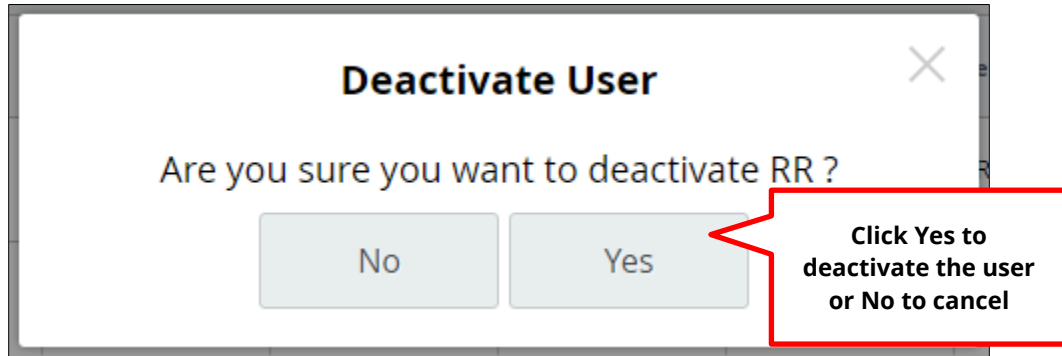 Deactivate User
Are you sure you want to deactivate RR ?
No
Yes
Click Yes to
deactivate the user
or No to cancel